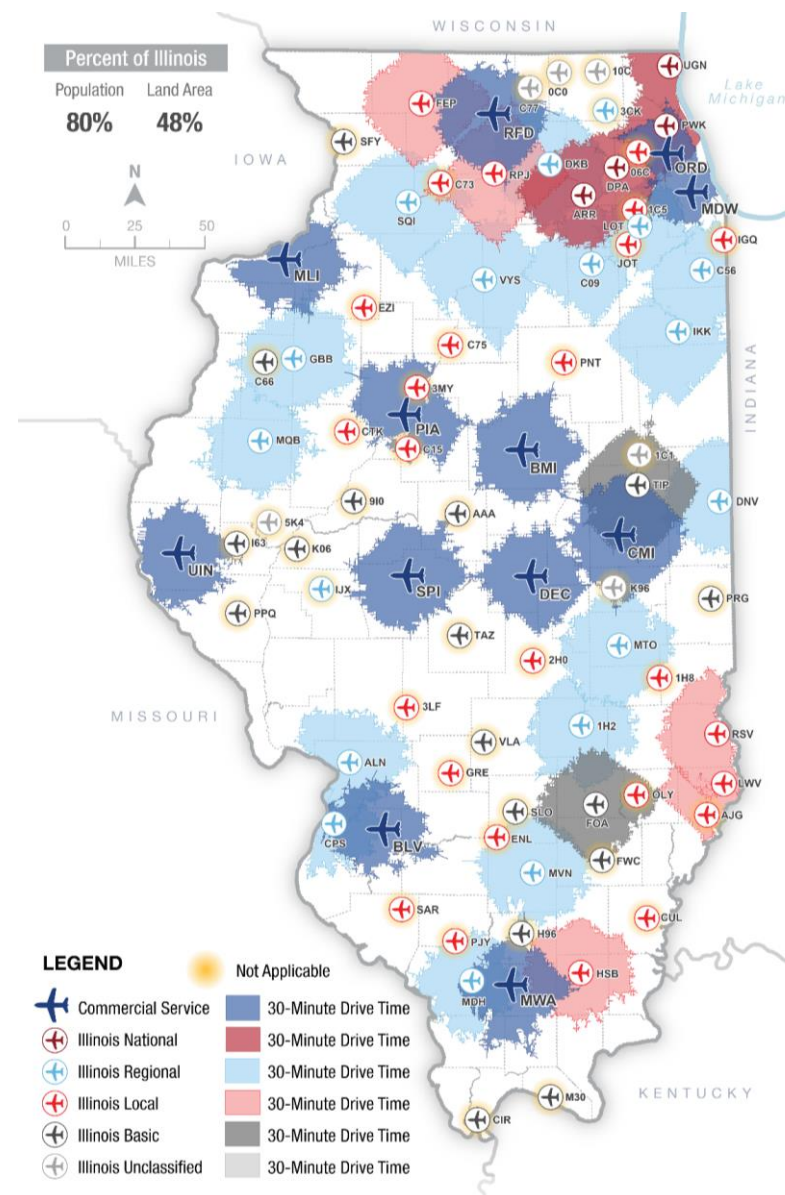 WISCONSIN
Percent of Illinois
Population Land Area
80% 48%
Lake
Michigan
IOWA
N
0 25 50
MILES
UGN
10C
0C0
C77
3CK
FEP
RFD
PWK
SFY
ORD
06C
DKB
DPA
RPJ
C73
MDW
ARR
SQI
1C5
LOT
IGQ
JOT
MLI
C09
C56
VYS
EZI
IKK
C75
GBB
C66
PNT
INDIANA
3MY
PIA
CTK
MQB
C15
BMI
1C1
TIP
9I0
DNV
AAA
5K4
I63
K06
CMI
UIN
IJX
SPI
DEC
K96
PRG
PPQ
TAZ
MTO
2H0
1H8
MISSOURI
3LF
1H2
RSV
VLA
ALN
GRE
LWV
OLY
SLO
FOA
AJG
CPS
BLV
ENL
FWC
MVN
SAR
CUL
H96
PJY
HSB
MDH
MWA
KENTUCKY
M30
CIR
LEGEND
Not Applicable
Commercial Service 30-Minute Drive Time
Illinois National 30-Minute Drive Time
Illinois Regional 30-Minute Drive Time
Illinois Local 30-Minute Drive Time
Illinois Basic 30-Minute Drive Time
Illinois Unclassified 30-Minute Drive Time